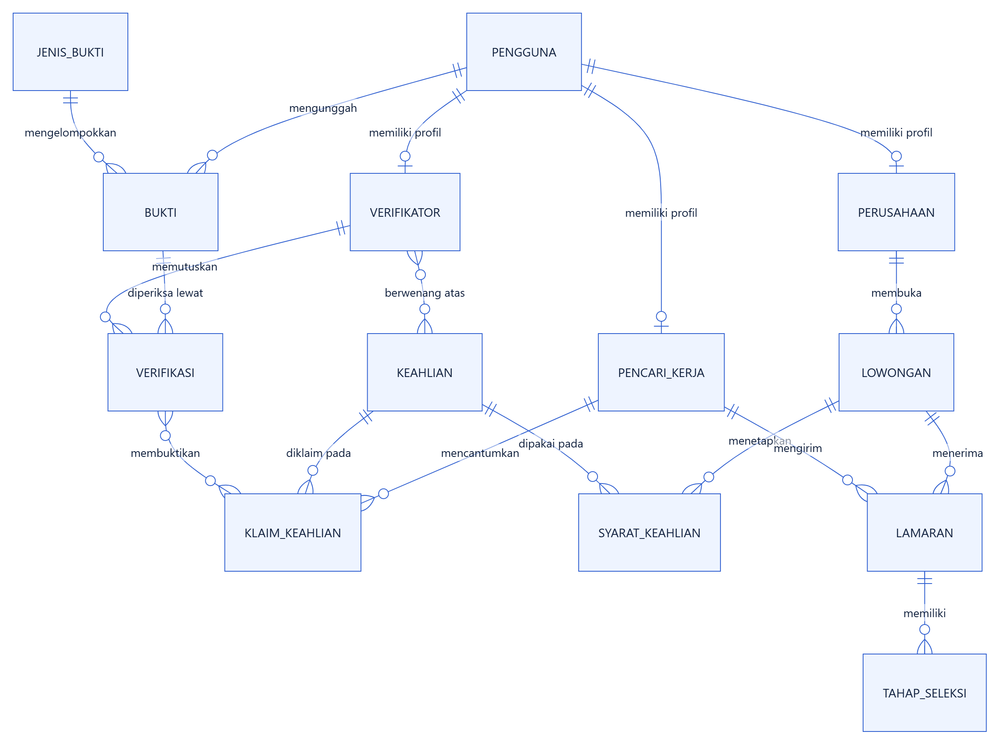 JENIS_BUKTI
PENGGUNA
mengunggah
mengelompokkan
memiliki profil
memiliki profil
BUKTI
VERIFIKATOR
memiliki profil
PERUSAHAAN
memutuskan
diperiksa lewat
berwenang atas
membuka
VERIFIKASI
KEAHLIAN
PENCARI_KERJA
LOWONGAN
membuktikan
diklaim pada
mencantumkan
dipakai pada
menetapkan
mengirim
menerima
KLAIM_KEAHLIAN
SYARAT_KEAHLIAN
LAMARAN
memiliki
TAHAP_SELEKSI